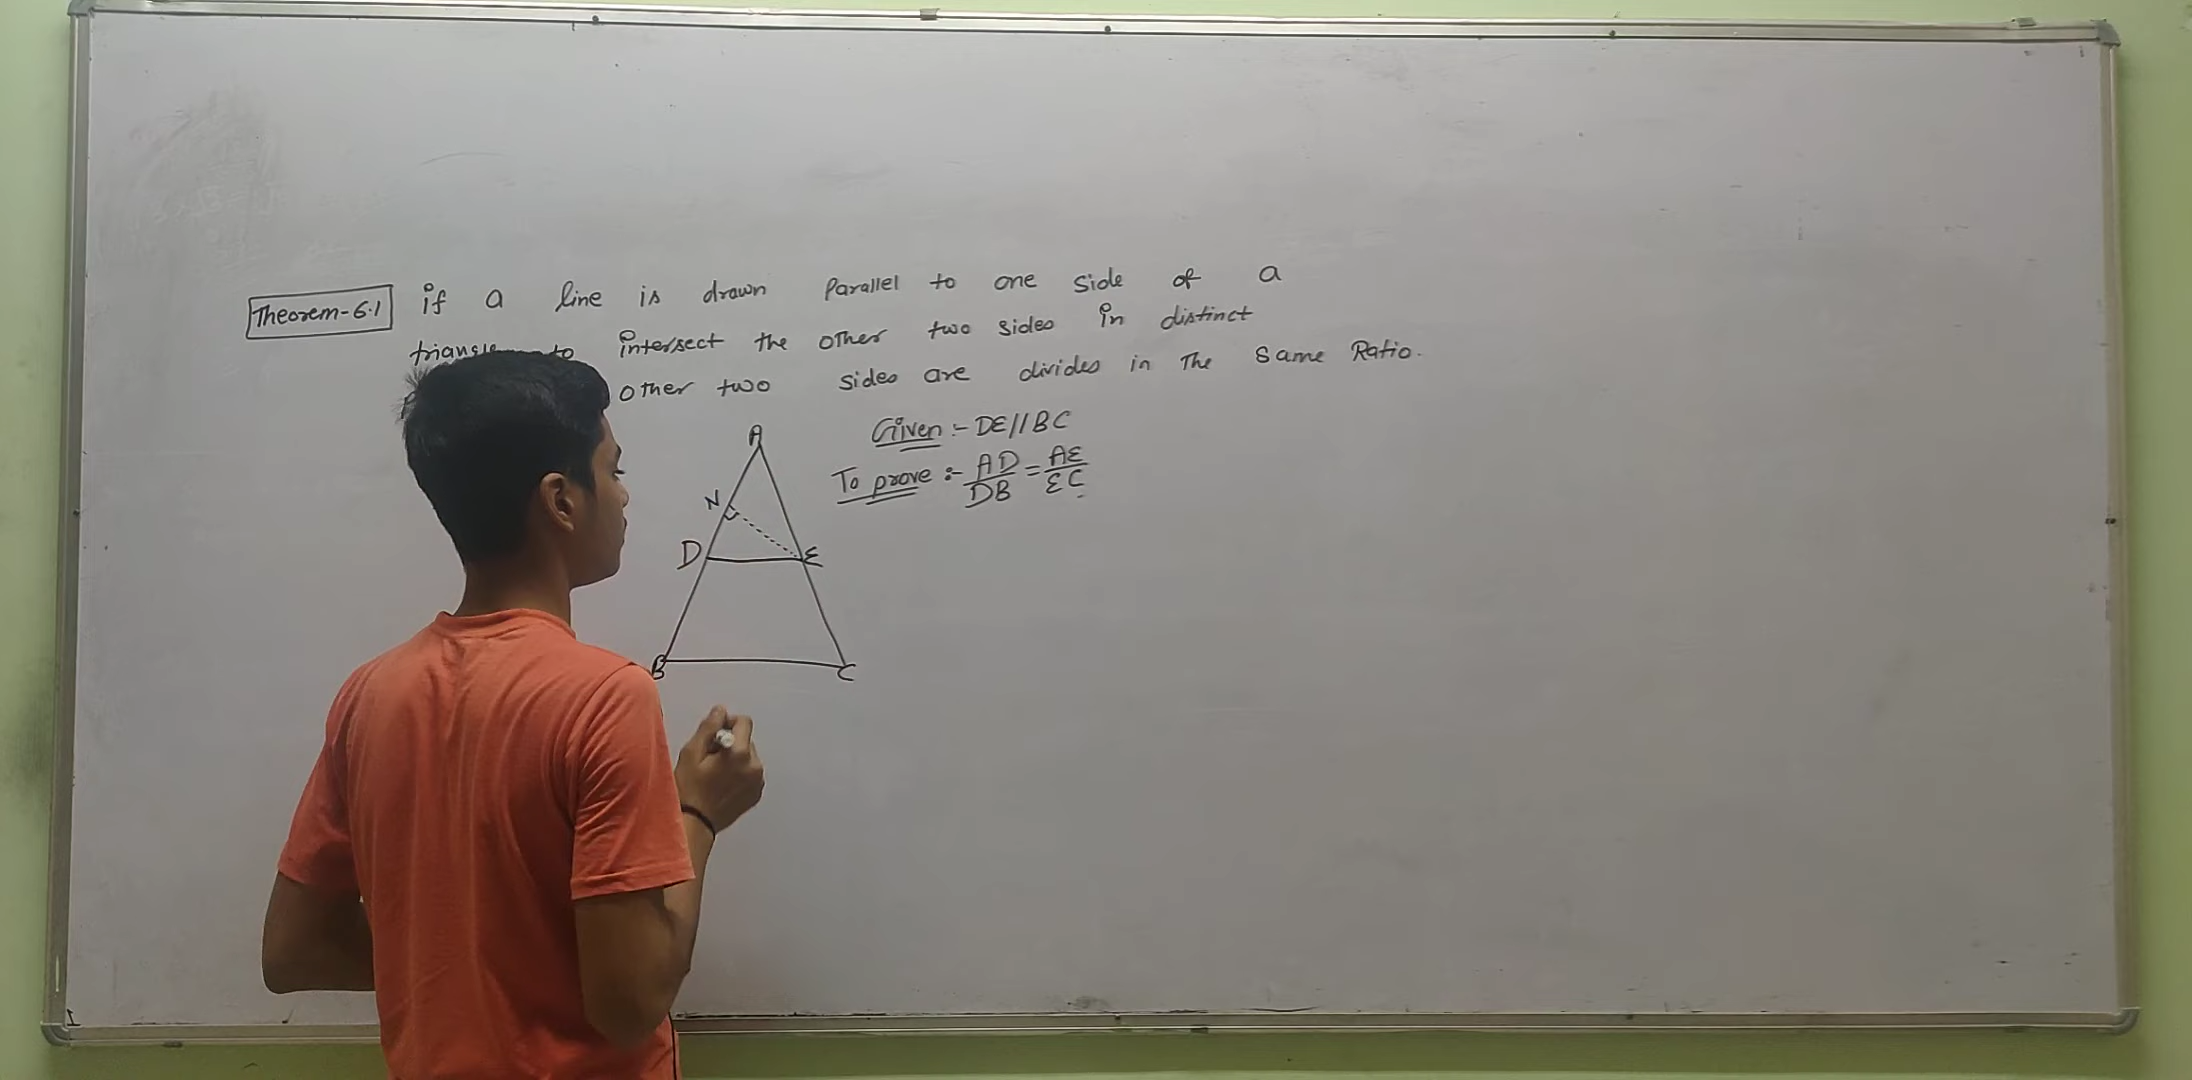 Theorem-6.1 if a line is drawn Parallel to one side of a
triangle to intersect the other two sides in distinct
other two sides are divides in The Same Ratio.
Given :- DE//BC
To prove :- AD/DB = AE/EC
A
N
D E
B C